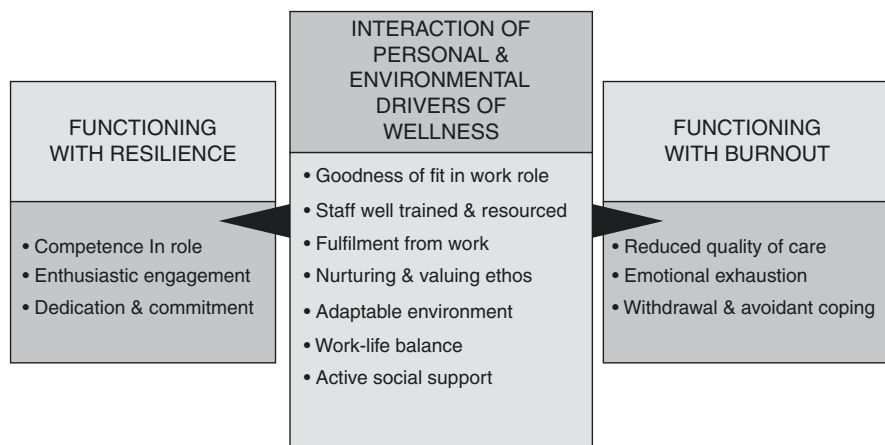 FUNCTIONING
WITH RESILIENCE
• Competence In role
• Enthusiastic engagement
• Dedication & commitment
INTERACTION OF
PERSONAL &
ENVIRONMENTAL
DRIVERS OF
WELLNESS
• Goodness of fit in work role
• Staff well trained & resourced
• Fulfilment from work
• Nurturing & valuing ethos
• Adaptable environment
• Work-life balance
• Active social support
FUNCTIONING
WITH BURNOUT
• Reduced quality of care
• Emotional exhaustion
• Withdrawal & avoidant coping